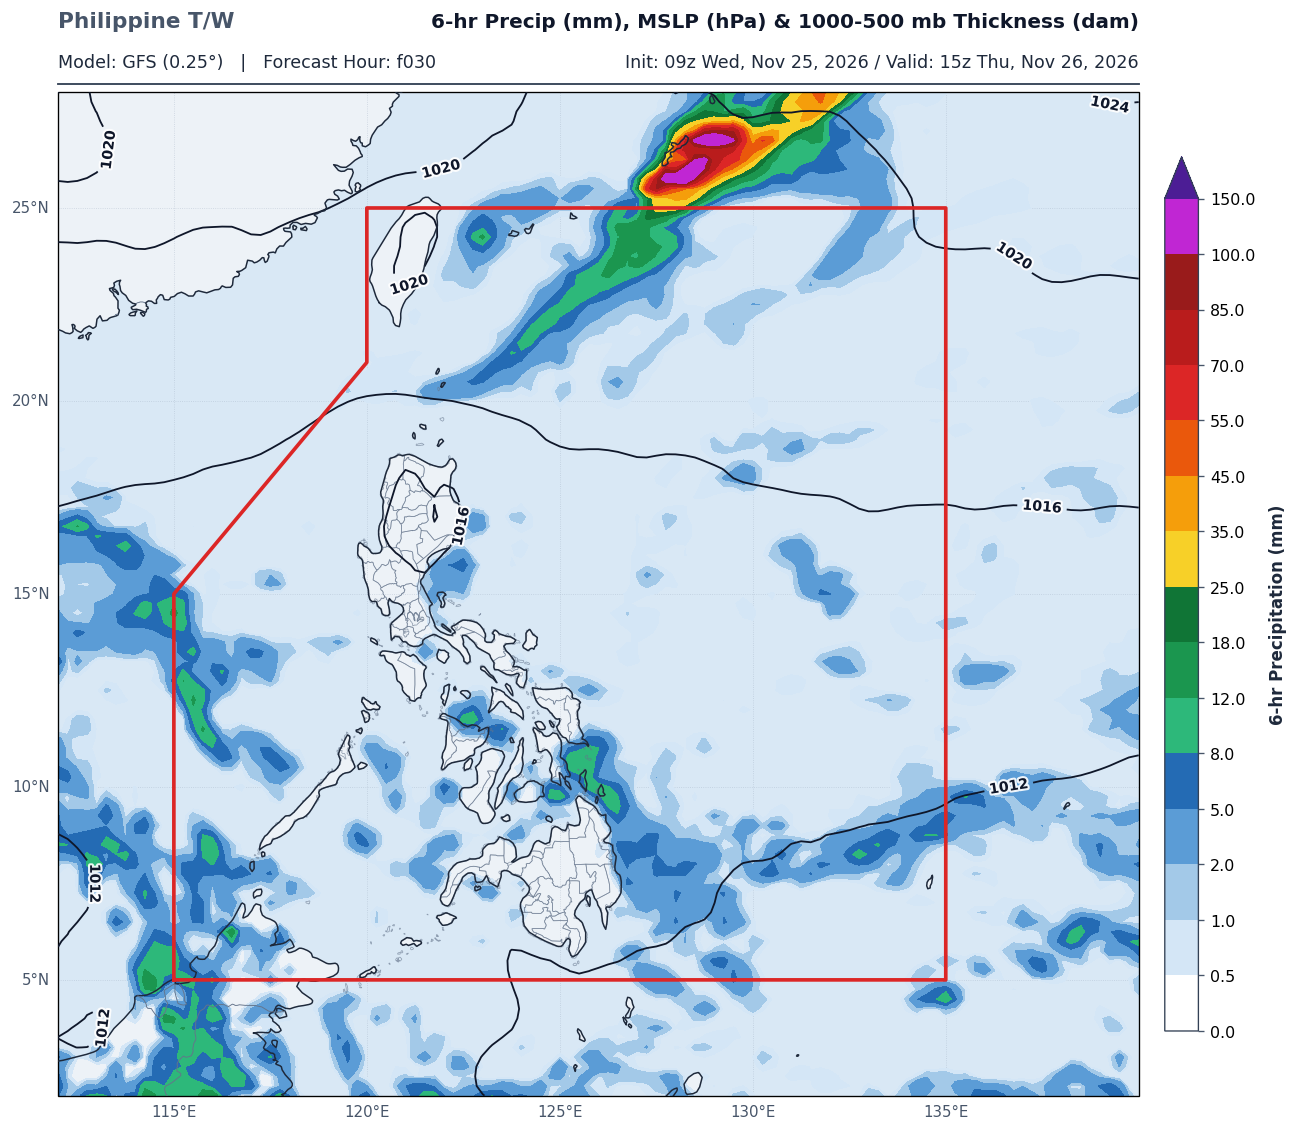 Philippine T/W
6-hr Precip (mm), MSLP (hPa) & 1000-500 mb Thickness (dam)
Model: GFS (0.25°)   |   Forecast Hour: f030
Init: 09z Wed, Nov 25, 2026 / Valid: 15z Thu, Nov 26, 2026
1024
1020
1020
1020
1020
1016
1016
1012
1012
1012
25°N
20°N
15°N
10°N
5°N
115°E
120°E
125°E
130°E
135°E
150.0
100.0
85.0
70.0
55.0
45.0
35.0
25.0
18.0
12.0
8.0
5.0
2.0
1.0
0.5
0.0
6-hr Precipitation (mm)